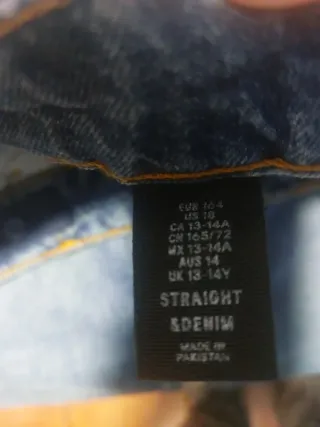 EUR 164
US 18
CA 13-14A
CN 165/72
MX 13-14A
AUS 14
UK 13-14Y
STRAIGHT
&DENIM
MADE IN
PAKISTAN